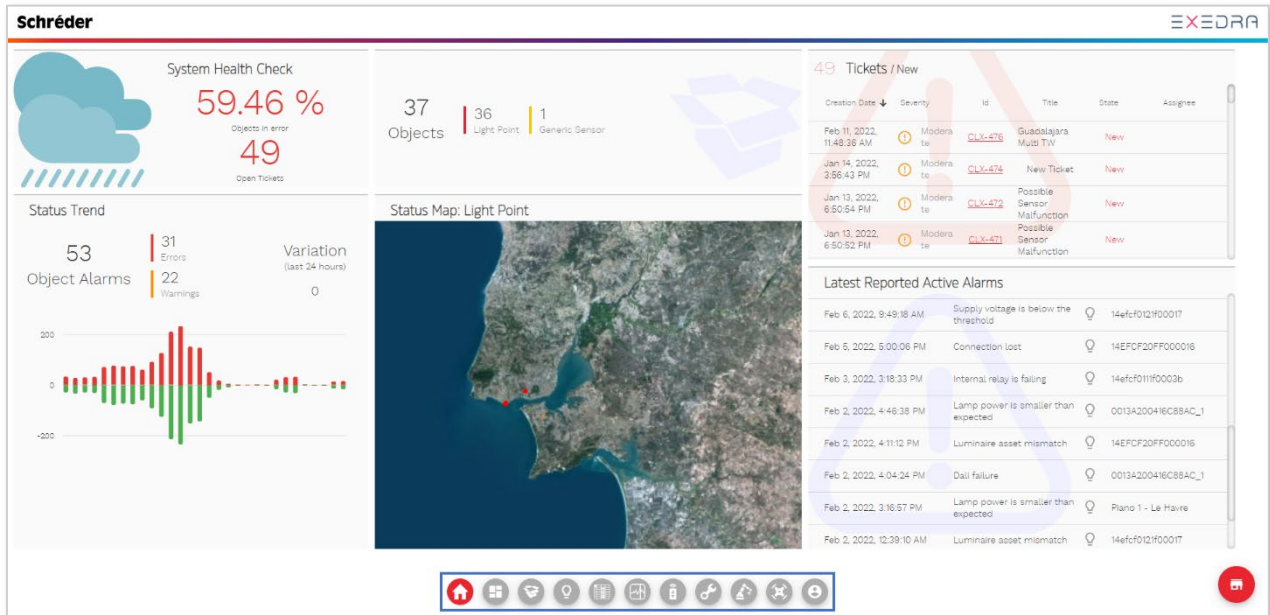 Schréder
EXEDRA
System Health Check
59.46 %
Objects in error
49
Open Tickets
37
Objects
36
Light Point
1
Generic Sensor
49 Tickets / New
Creation Date Severity Id Title State Assignee
Feb 11, 2022,
11:48:36 AM
Modera
te
CLX-476
Guadalajara
Multi TW
New
Jan 14, 2022,
3:56:43 PM
Modera
te
CLX-474
New Ticket
New
Jan 13, 2022,
6:50:54 PM
Modera
te
CLX-472
Possible
Sensor
Malfunction
New
Jan 13, 2022,
6:50:52 PM
Modera
te
CLX-471
Possible
Sensor
Malfunction
New
Status Trend
53
Object Alarms
31
Errors
22
Warnings
Variation
(last 24 hours)
0
200
0
-200
Status Map: Light Point
Latest Reported Active Alarms
Feb 6, 2022, 9:49:18 AM
Supply voltage is below the
threshold
14efcf0121f00017
Feb 5, 2022, 5:00:06 PM
Connection lost
14EFCF20FF000016
Feb 3, 2022, 3:18:33 PM
Internal relay is failing
14efcf0111f0003b
Feb 2, 2022, 4:46:38 PM
Lamp power is smaller than
expected
0013A200416C88AC_1
Feb 2, 2022, 4:11:12 PM
Luminaire asset mismatch
14EFCF20FF000016
Feb 2, 2022, 4:04:24 PM
Dali failure
0013A200416C88AC_1
Feb 2, 2022, 3:16:57 PM
Lamp power is smaller than
expected
Piano 1 - Le Havre
Feb 2, 2022, 12:39:10 AM
Luminaire asset mismatch
14efcf0121f00017